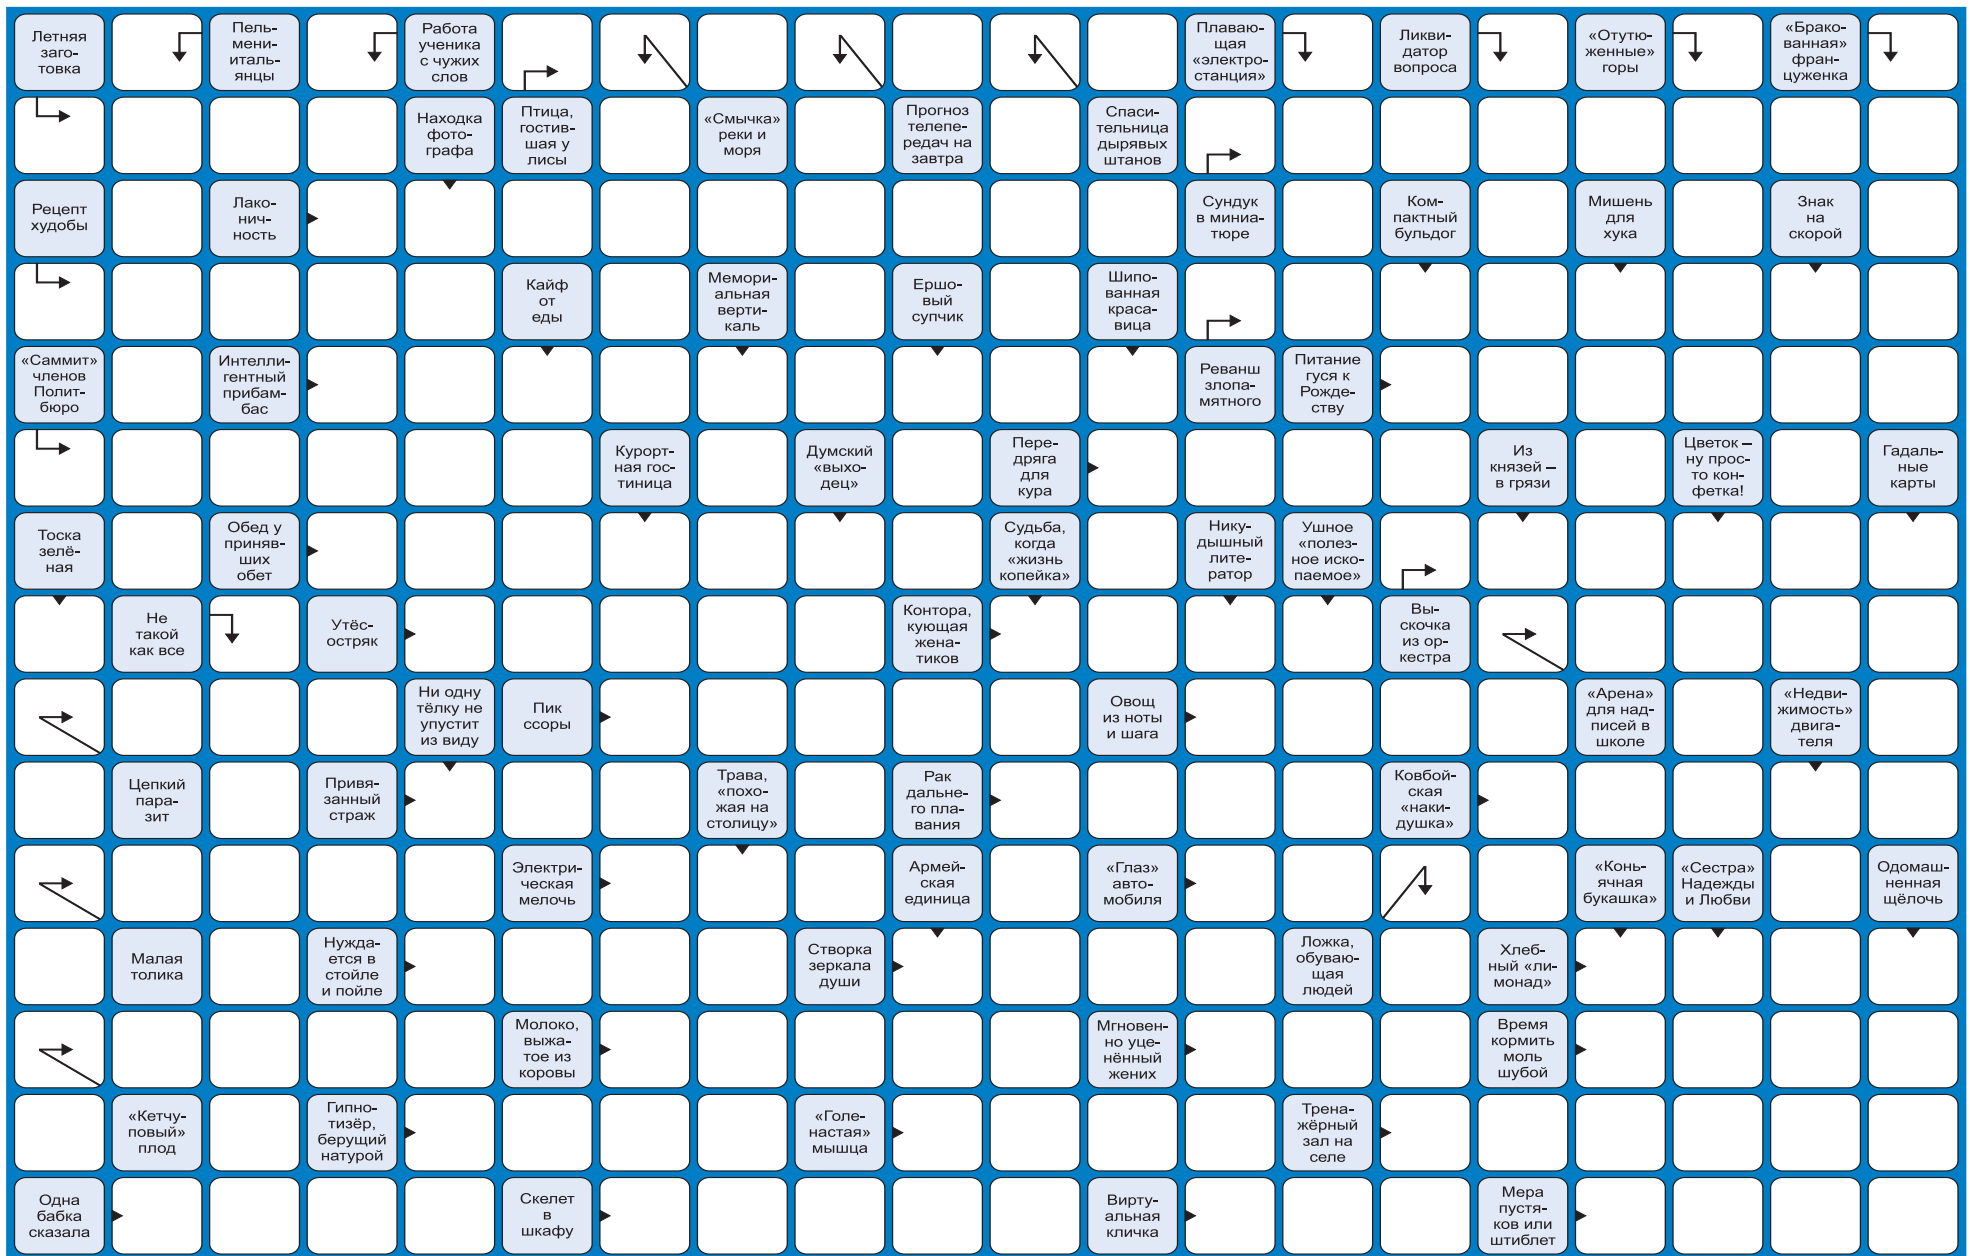 Летняя
заго-
товка
Пель-
мени-
италь-
янцы
Работа
ученика
с чужих
слов
Плаваю-
щая
«электро-
станция»
Ликви-
датор
вопроса
«Отутю-
женные»
горы
«Брако-
ванная»
фран-
цуженка
Находка
фото-
графа
Птица,
гостив-
шая у
лисы
«Смычка»
реки и
моря
Прогноз
телепе-
редач на
завтра
Спаси-
тельница
дырявых
штанов
Рецепт
худобы
Лако-
нич-
ность
Сундук
в миниа-
тюре
Ком-
пактный
бульдог
Мишень
для
хука
Знак
на
скорой
Кайф
от
еды
Мемори-
альная
верти-
каль
Ершо-
вый
супчик
Шипо-
ванная
краса-
вица
«Саммит»
членов
Полит-
бюро
Интелли-
гентный
прибам-
бас
Реванш
злопа-
мятного
Питание
гуся к
Рожде-
ству
Курорт-
ная гос-
тиница
Думский
«выхо-
дец»
Пере-
дряга
для
кура
Из
князей –
в грязи
Цветок –
ну прос-
то кон-
фетка!
Гадаль-
ные
карты
Тоска
зелё-
ная
Обед у
приняв-
ших
обет
Судьба,
когда
«жизнь
копейка»
Нику-
дышный
лите-
ратор
Ушное
«полез-
ное иско-
паемое»
Не
такой
как все
Утёс-
остряк
Контора,
кующая
жена-
тиков
Вы-
скочка
из ор-
кестра
Ни одну
тёлку не
упустит
из виду
Пик
ссоры
Овощ
из ноты
и шага
«Арена»
для над-
писей в
школе
«Недви-
жимость»
двига-
теля
Цепкий
пара-
зит
Привя-
занный
страж
Трава,
«похо-
жая на
столицу»
Рак
дальне-
го пла-
вания
Ковбой-
ская
«наки-
душка»
Электри-
ческая
мелочь
Армей-
ская
единица
«Глаз»
авто-
мобиля
«Конь-
ячная
букашка»
«Сестра»
Надежды
и Любви
Одомаш-
ненная
щёлочь
Малая
толика
Нужда-
ется в
стойле
и пойле
Створка
зеркала
души
Ложка,
обуваю-
щая
людей
Хлеб-
ный «ли-
монад»
Молоко,
выжа-
тое из
коровы
Мгновен-
но уце-
нённый
жених
Время
кормить
моль
шубой
«Кетчу-
повый»
плод
Гипно-
тизёр,
берущий
натурой
«Голе-
настая»
мышца
Трена-
жёрный
зал на
селе
Одна
бабка
сказала
Скелет
в
шкафу
Вирту-
альная
кличка
Мера
пустя-
ков или
штиблет